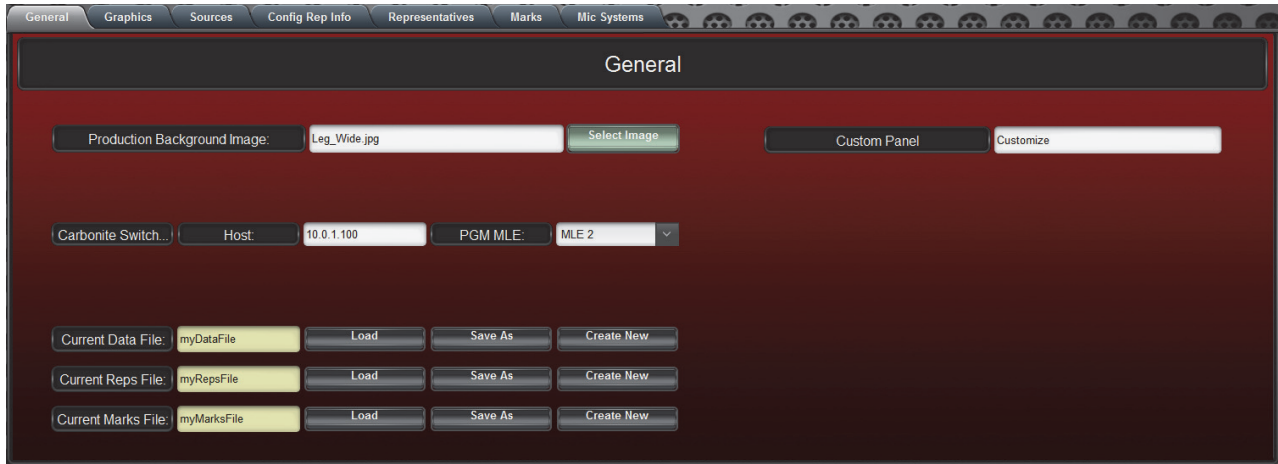 General Graphics Sources Config Rep Info Representatives Marks Mic Systems
General
Production Background Image: Leg_Wide.jpg Select Image Custom Panel Customize
Carbonite Switch... Host: 10.0.1.100 PGM MLE: MLE 2
Current Data File: myDataFile Load Save As Create New
Current Reps File: myRepsFile Load Save As Create New
Current Marks File: myMarksFile Load Save As Create New